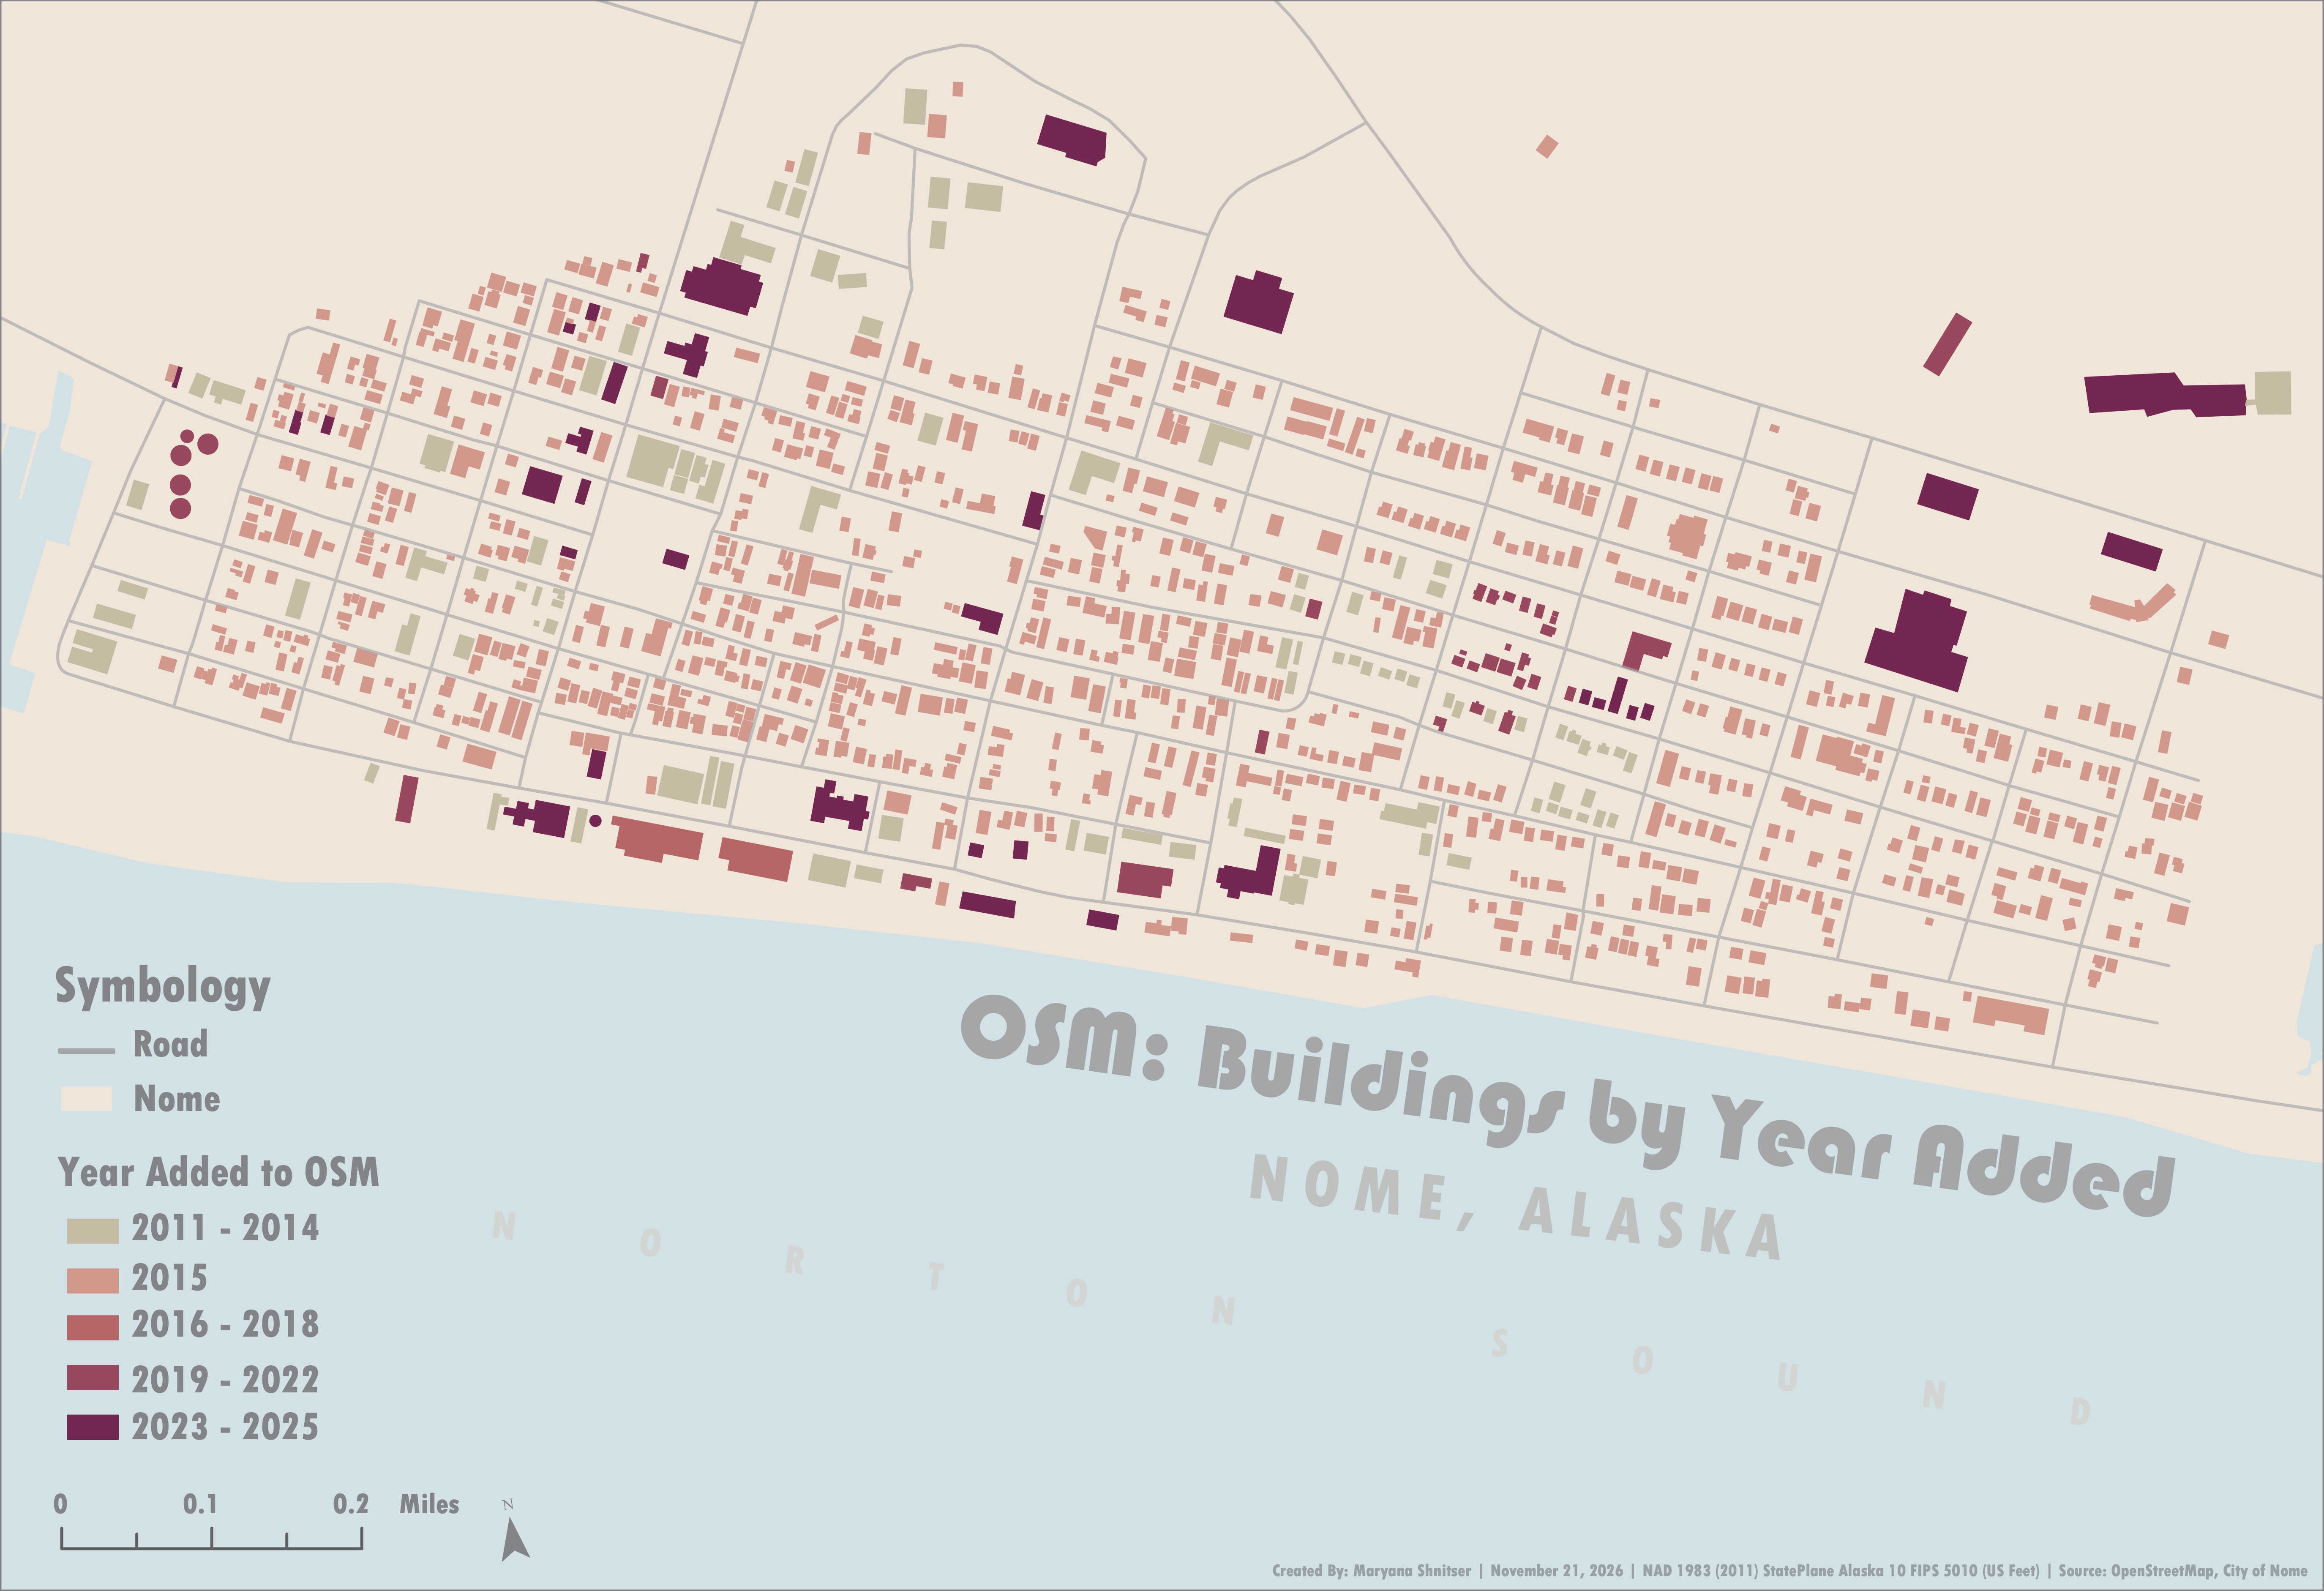 OSM: Buildings by Year Added
NOME, ALASKA
NORTON SOUND
Symbology
Road
Nome
Year Added to OSM
2011 - 2014
2015
2016 - 2018
2019 - 2022
2023 - 2025
0 0.1 0.2 Miles
N
Created By: Maryana Shnitser | November 21, 2026 | NAD 1983 (2011) StatePlane Alaska 10 FIPS 5010 (US Feet) | Source: OpenStreetMap, City of Nome